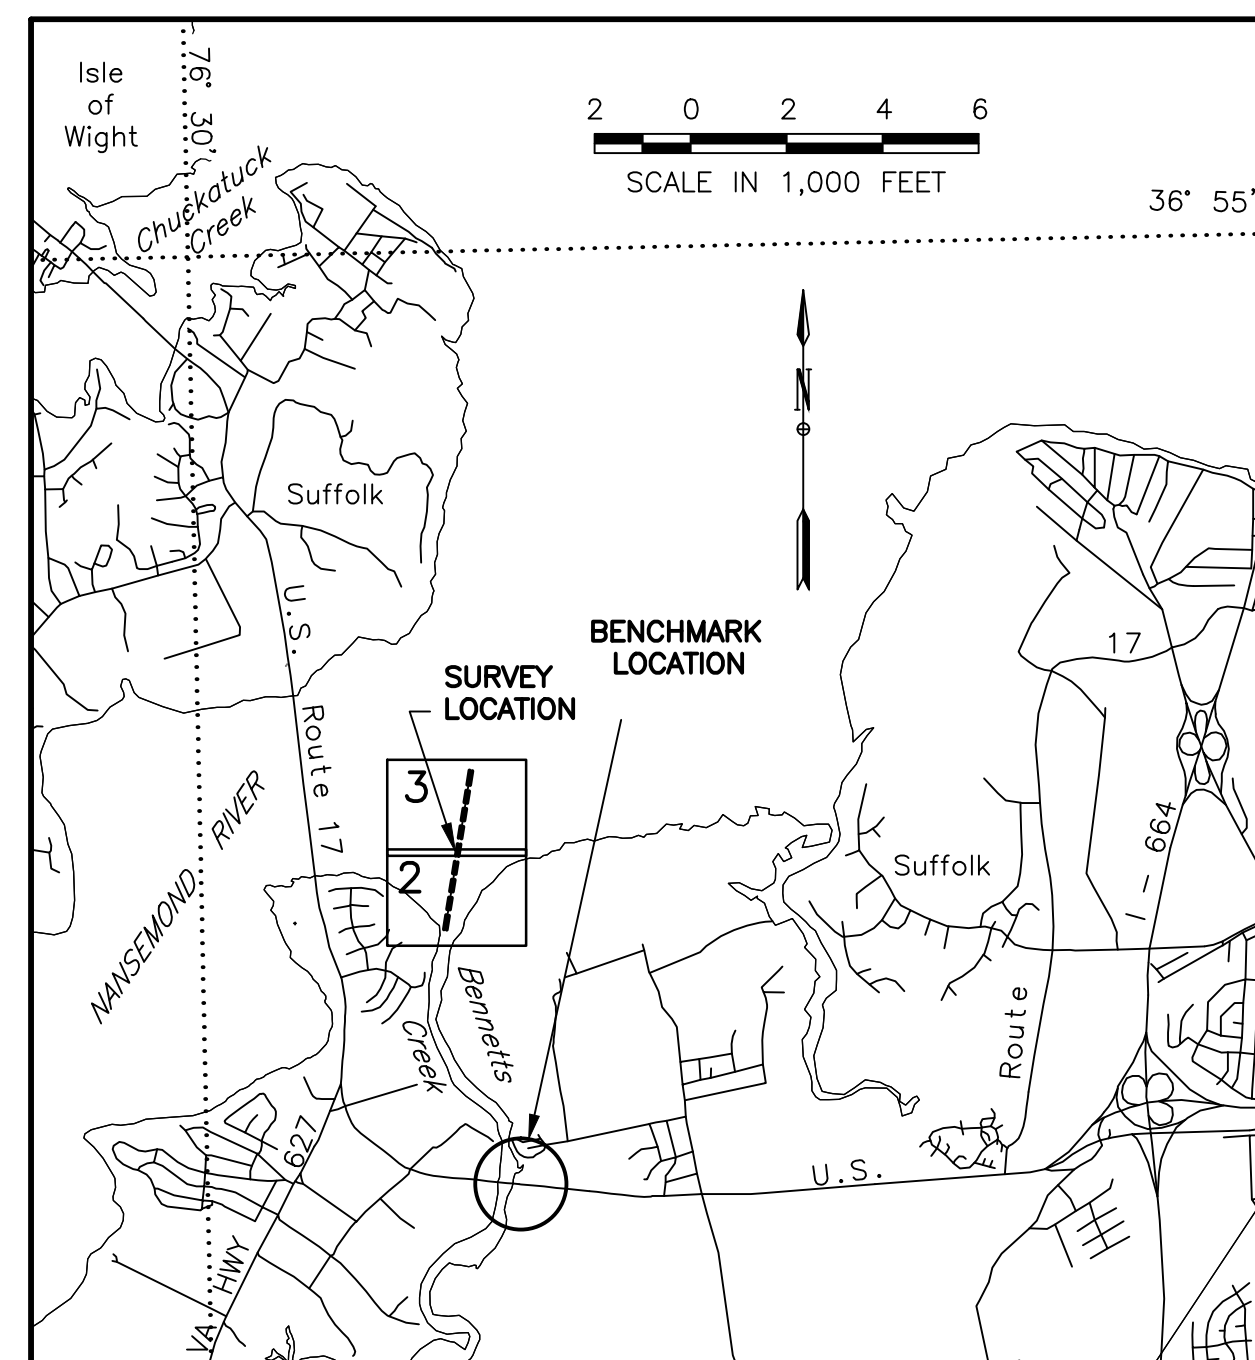 Isle
of
Wight
76° 30'
2 0 2 4 6
SCALE IN 1,000 FEET
36° 55'
Chuckatuck
Creek
N
Suffolk
U.S.
Route 17
BENCHMARK
LOCATION
SURVEY
LOCATION
17
3
2
NANSEMOND RIVER
Suffolk
I - 664
Bennetts
Creek
Route
U.S.
627
VA HWY